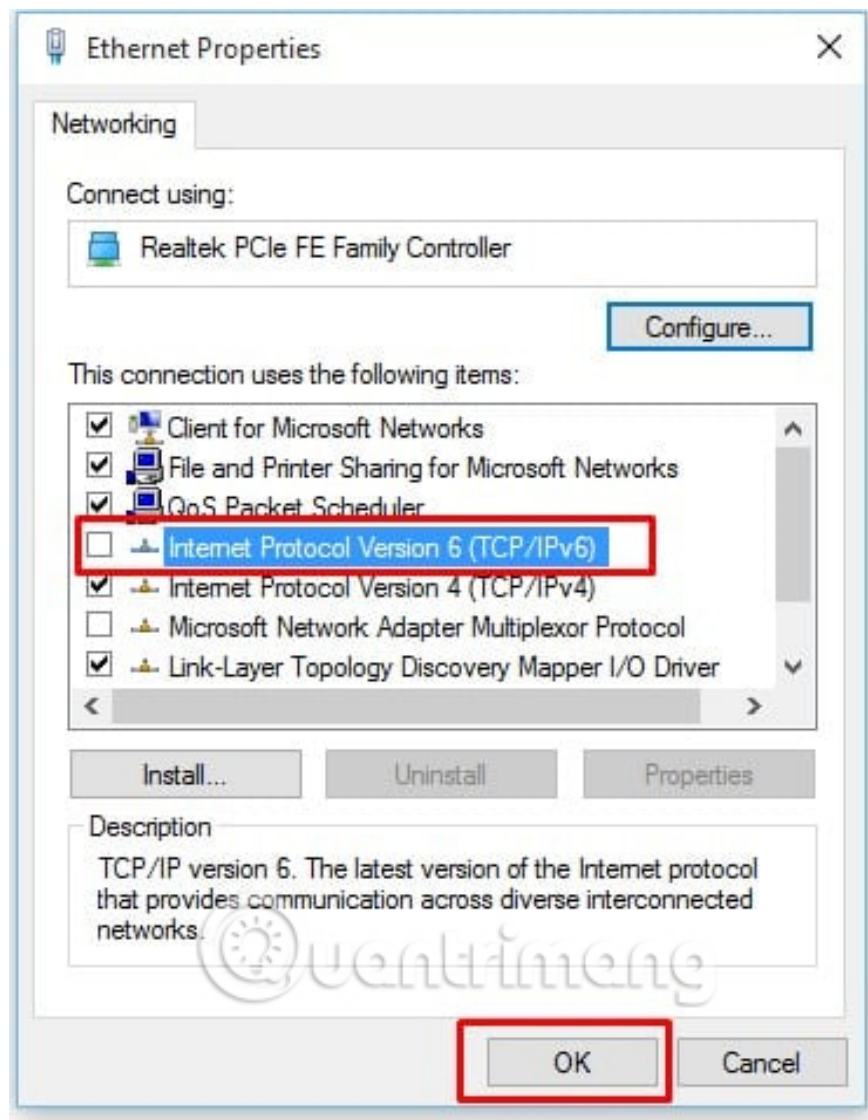 Ethernet Properties
Networking
Connect using:
Realtek PCIe FE Family Controller
Configure...
This connection uses the following items:
Client for Microsoft Networks
File and Printer Sharing for Microsoft Networks
QoS Packet Scheduler
Internet Protocol Version 6 (TCP/IPv6)
Internet Protocol Version 4 (TCP/IPv4)
Microsoft Network Adapter Multiplexor Protocol
Link-Layer Topology Discovery Mapper I/O Driver
Install... Uninstall Properties
Description
TCP/IP version 6. The latest version of the Internet protocol
that provides communication across diverse interconnected
networks.
Quantrimang
OK Cancel